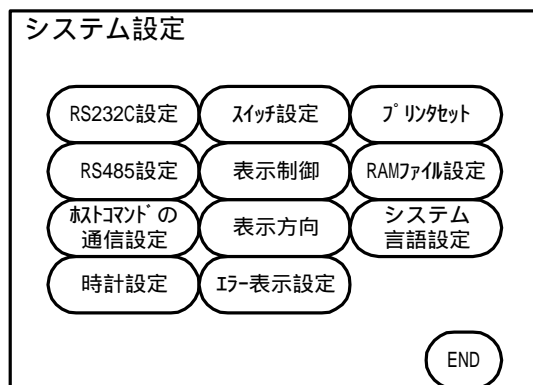 システム設定
RS232C設定 ｽｲｯﾁ設定 ﾌﾟﾘﾝﾀｾｯﾄ
RS485設定 表示制御 RAMﾌｧｲﾙ設定
ﾎｽﾄｺﾏﾝﾄﾞの
通信設定
表示方向
システム
言語設定
時計設定 ｴﾗｰ表示設定
END